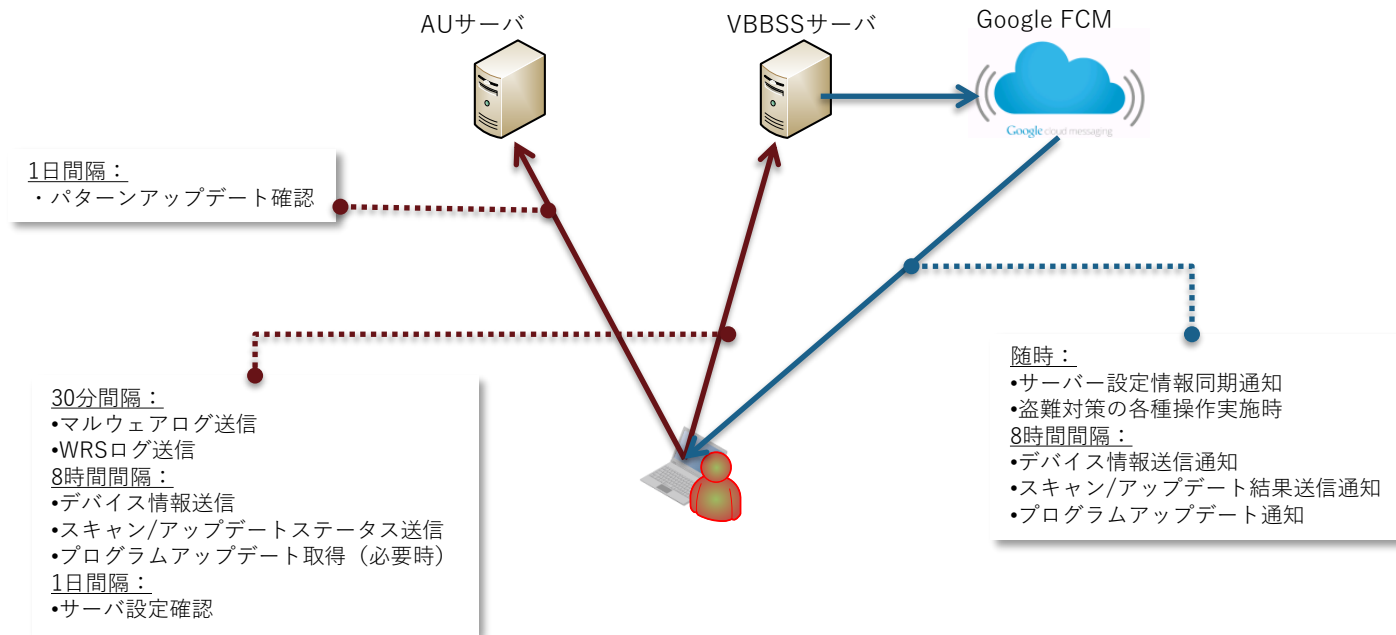 AUサーバ
VBBSSサーバ
Google FCM
Google cloud messaging
1日間隔：
・パターンアップデート確認
30分間隔：
•マルウェアログ送信
•WRSログ送信
8時間間隔：
•デバイス情報送信
•スキャン/アップデートステータス送信
•プログラムアップデート取得（必要時）
1日間隔：
•サーバ設定確認
随時：
•サーバー設定情報同期通知
•盗難対策の各種操作実施時
8時間間隔：
•デバイス情報送信通知
•スキャン/アップデート結果送信通知
•プログラムアップデート通知